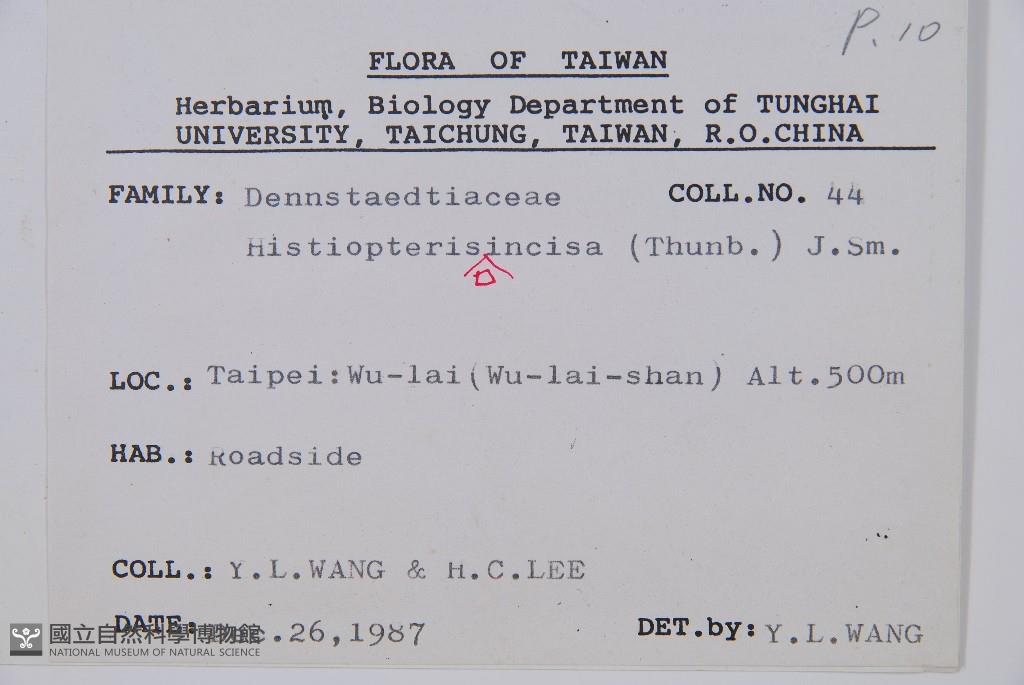 P. 10
FLORA OF TAIWAN
Herbarium, Biology Department of TUNGHAI
UNIVERSITY, TAICHUNG, TAIWAN, R.O.CHINA
FAMILY: Dennstaedtiaceae COLL.NO. 44
Histiopterisincisa (Thunb.) J.Sm.
LOC.: Taipei:Wu-lai(Wu-lai-shan) Alt.500m
HAB.: Roadside
COLL.: Y.L.WANG & H.C.LEE
DATE: .26,1987 DET.by: Y.L.WANG
國立自然科學博物館
NATIONAL MUSEUM OF NATURAL SCIENCE